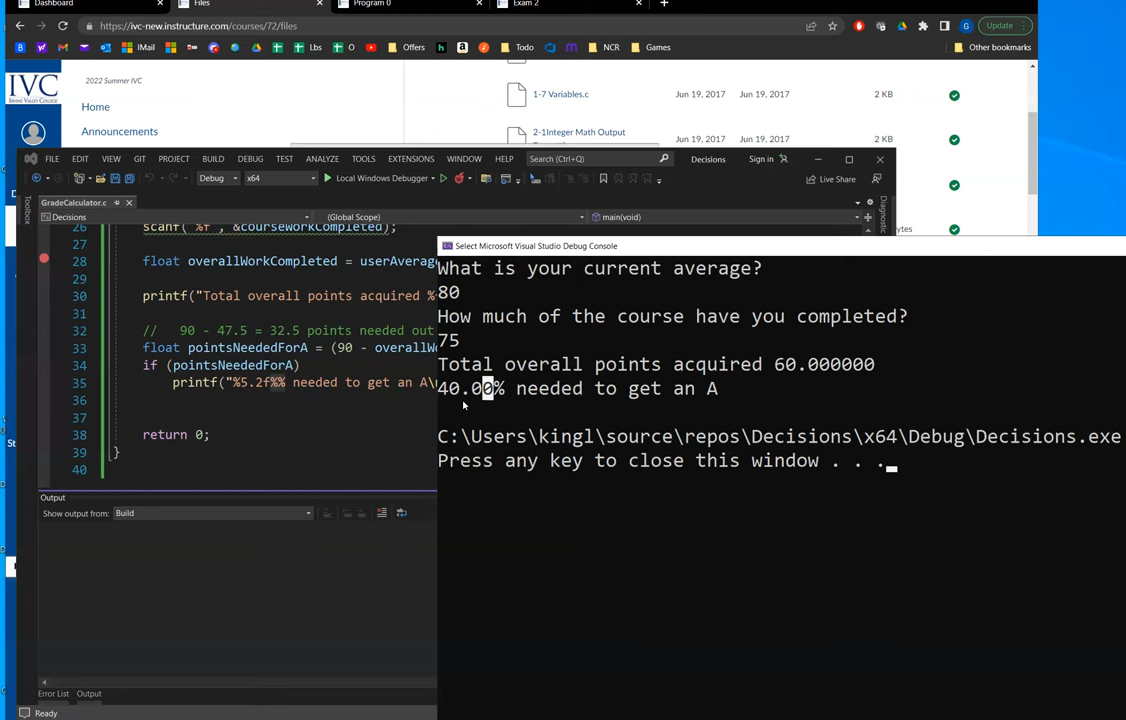 Dashboard
Files
Program 0
Exam 2
https://ivc-new.instructure.com/courses/72/files
Update
IMail
Lbs
O
Offers
Todo
NCR
Games
Other bookmarks
IVC
2022 Summer IVC
Home
Announcements
1-7 Variables.c
Jun 19, 2017
Jun 19, 2017
2 KB
2-1Integer Math Output
Jun 19, 2017
Jun 19, 2017
2 KB
FILE EDIT VIEW GIT PROJECT BUILD DEBUG TEST ANALYZE TOOLS EXTENSIONS WINDOW HELP
Search (Ctrl+Q)
Decisions
Sign in
Debug
x64
Local Windows Debugger
Live Share
Toolbox
GradeCalculator.c
Decisions
(Global Scope)
main(void)
Diagnostic
26 scanf("%f", &courseWorkCompleted);
27
28 float overallWorkCompleted = userAverage
29
30 printf("Total overall points acquired %
31
32 // 90 - 47.5 = 32.5 points needed out
33 float pointsNeededForA = (90 - overallWo
34 if (pointsNeededForA)
35 printf("%5.2f%% needed to get an A\
36
37
38 return 0;
39 }
40
Output
Show output from: Build
Error List
Output
Ready
Select Microsoft Visual Studio Debug Console
What is your current average?
80
How much of the course have you completed?
75
Total overall points acquired 60.000000
40.00% needed to get an A
C:\Users\kingl\source\repos\Decisions\x64\Debug\Decisions.exe
Press any key to close this window . . .